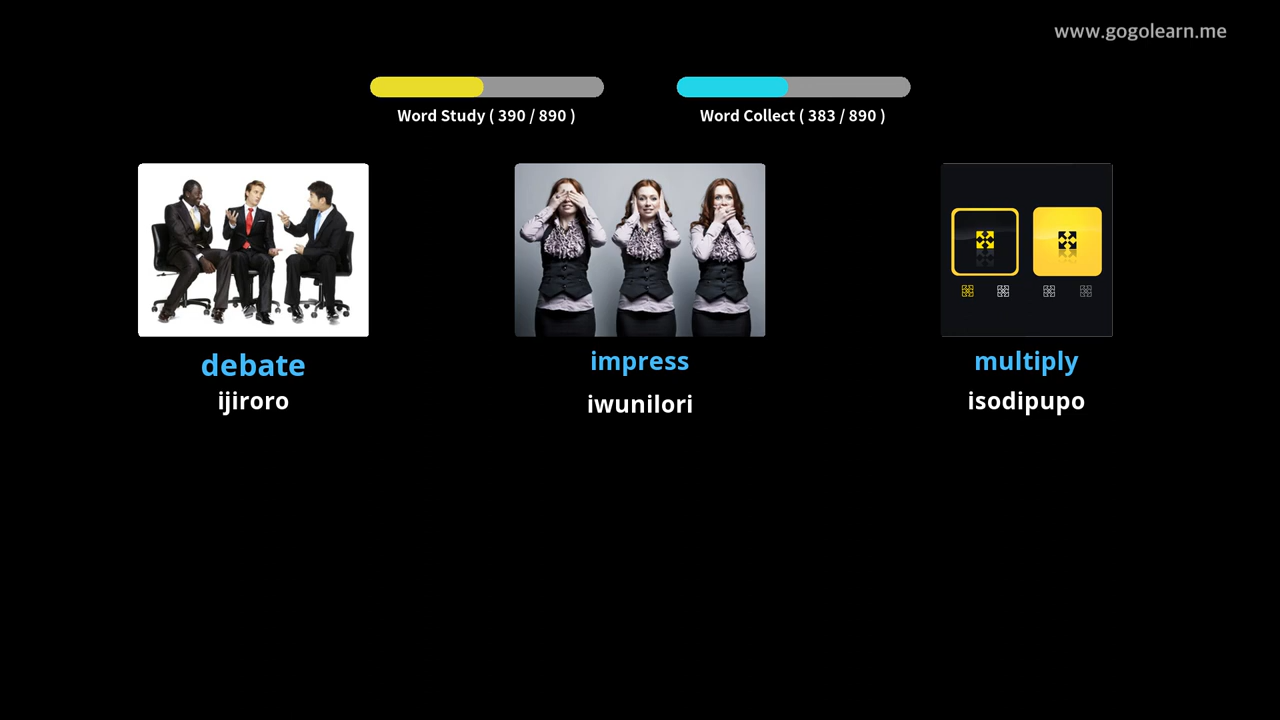 www.gogolearn.me
Word Study ( 390 / 890 )
Word Collect ( 383 / 890 )
debate
ijiroro
impress
iwunilori
multiply
isodipupo